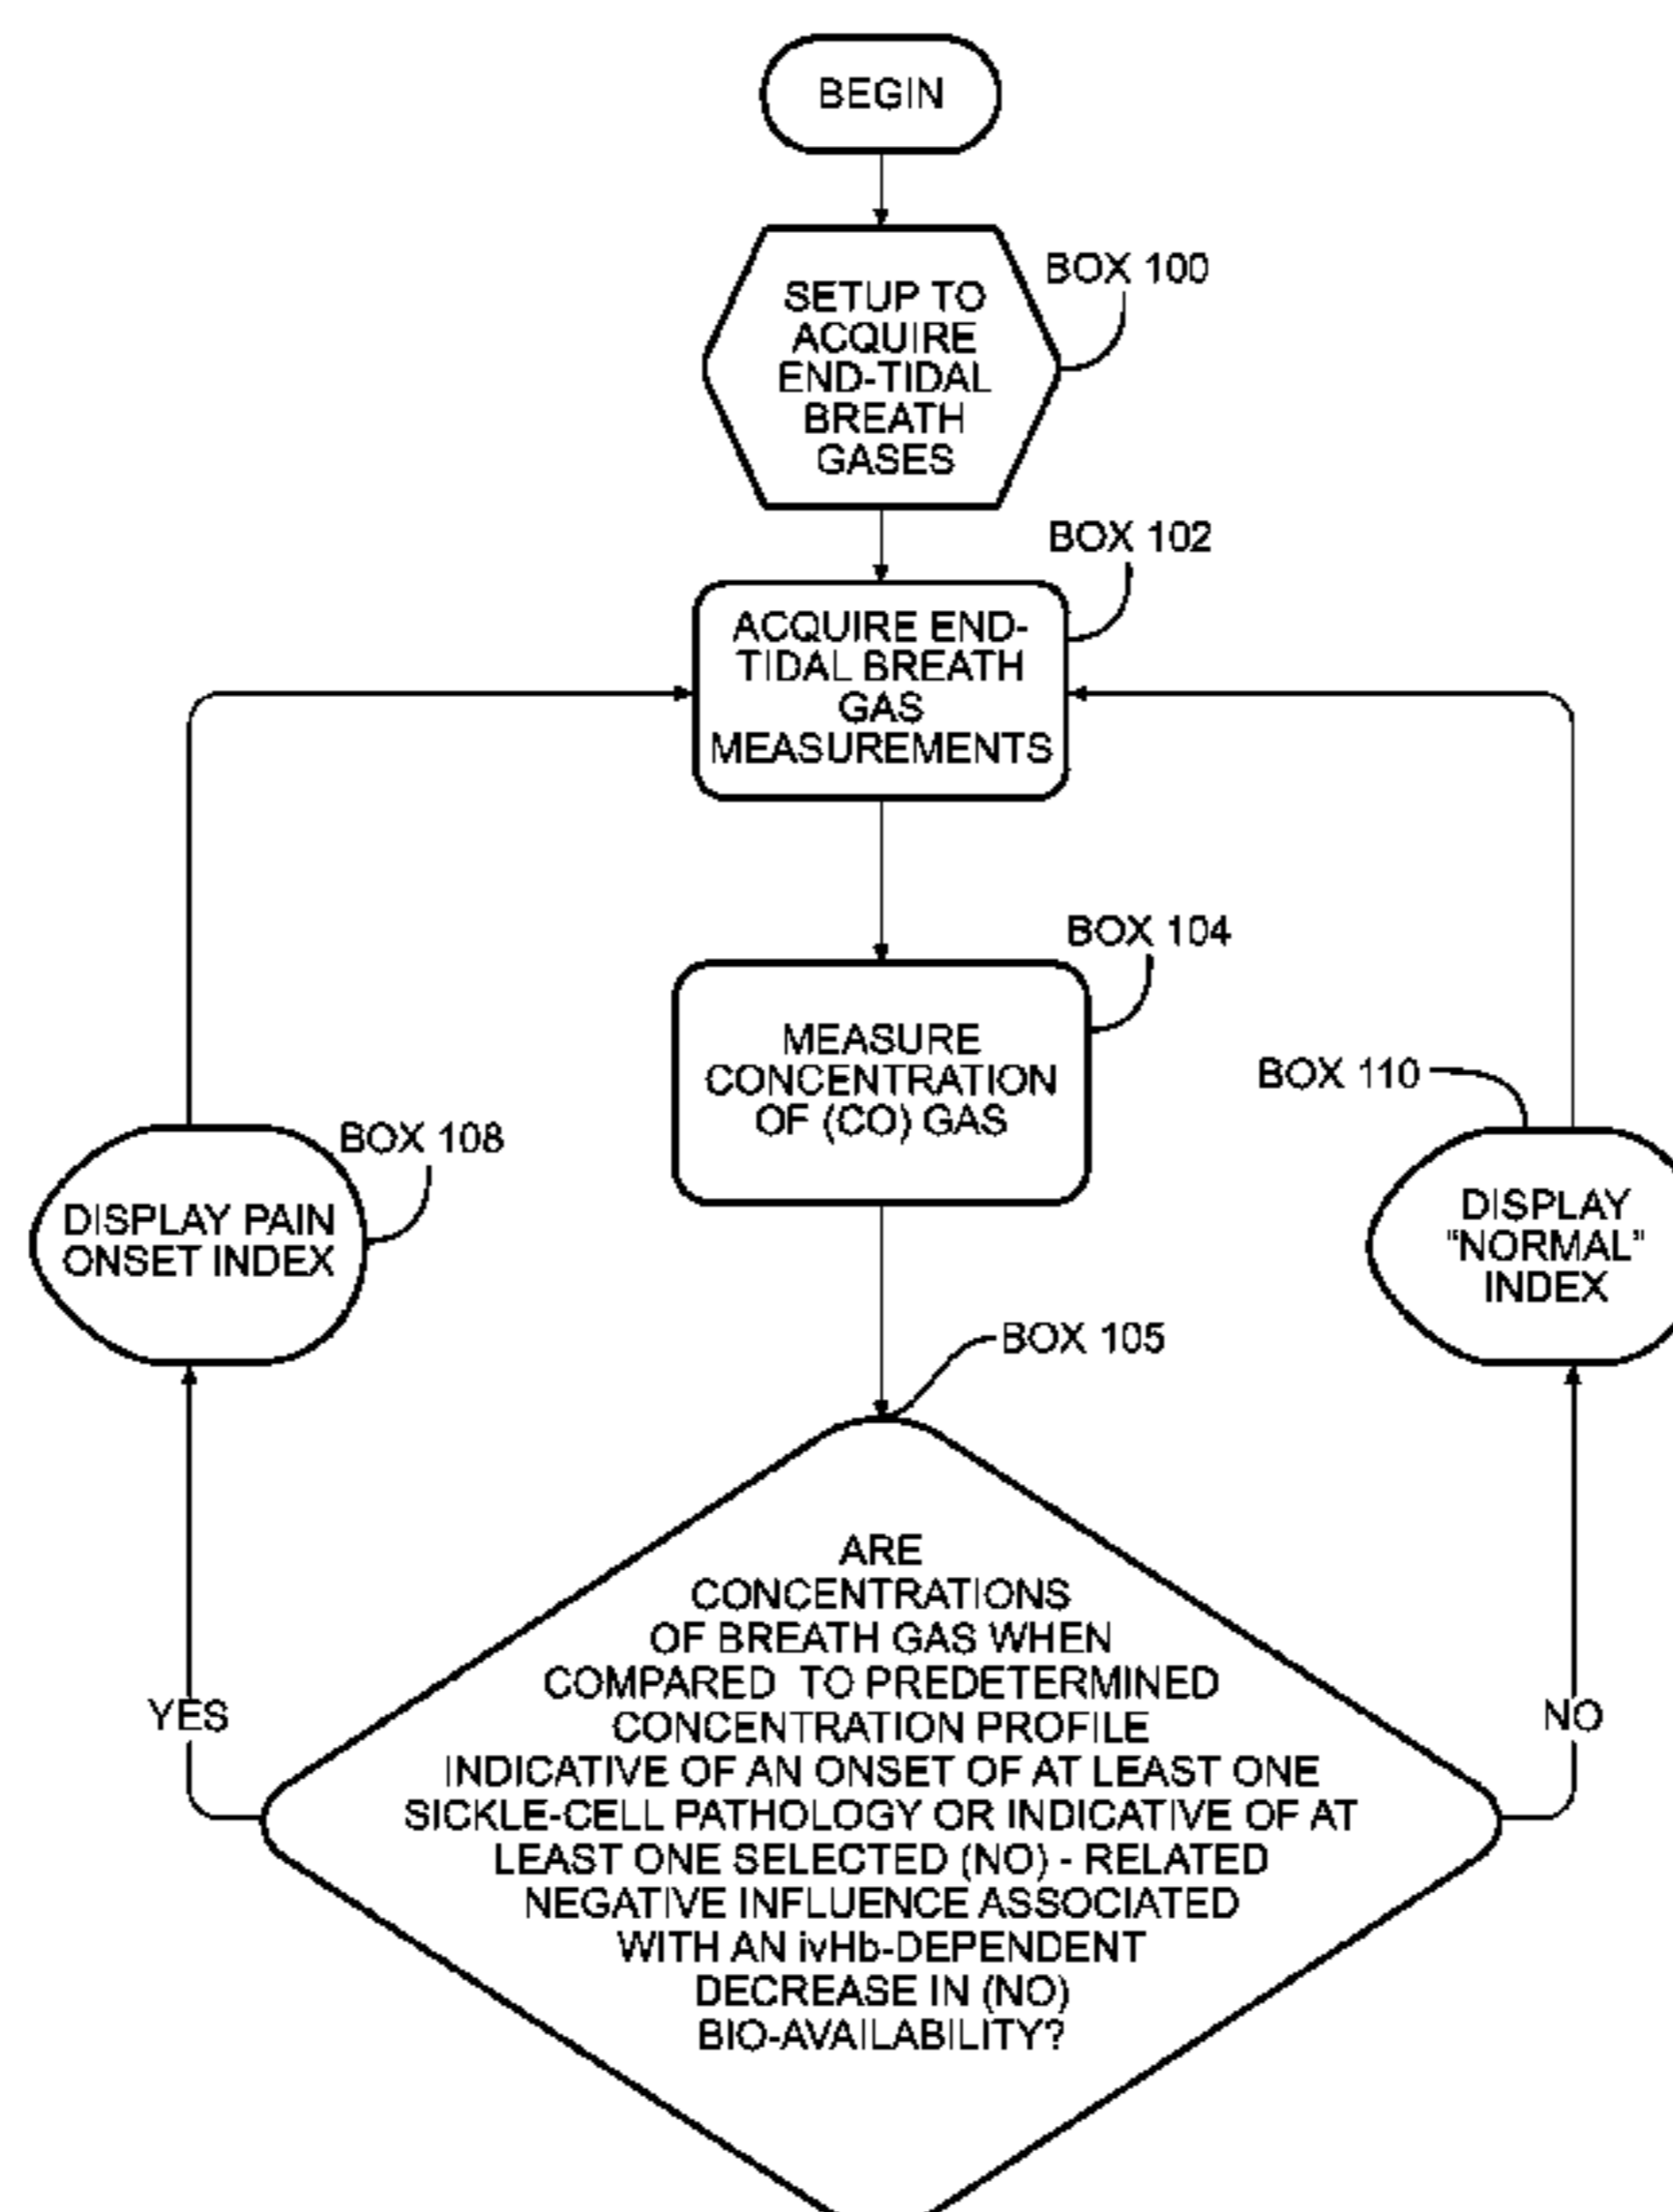 BEGIN
BOX 100
SETUP TO
ACQUIRE
END-TIDAL
BREATH
GASES
BOX 102
ACQUIRE END-
TIDAL BREATH
GAS
MEASUREMENTS
BOX 104
MEASURE
CONCENTRATION
OF (CO) GAS
BOX 110
BOX 108
DISPLAY PAIN
ONSET INDEX
DISPLAY
"NORMAL"
INDEX
BOX 105
ARE
CONCENTRATIONS
OF BREATH GAS WHEN
COMPARED TO PREDETERMINED
CONCENTRATION PROFILE
INDICATIVE OF AN ONSET OF AT LEAST ONE
SICKLE-CELL PATHOLOGY OR INDICATIVE OF AT
LEAST ONE SELECTED (NO) - RELATED
NEGATIVE INFLUENCE ASSOCIATED
WITH AN ivHb-DEPENDENT
DECREASE IN (NO)
BIO-AVAILABILITY?
YES
NO